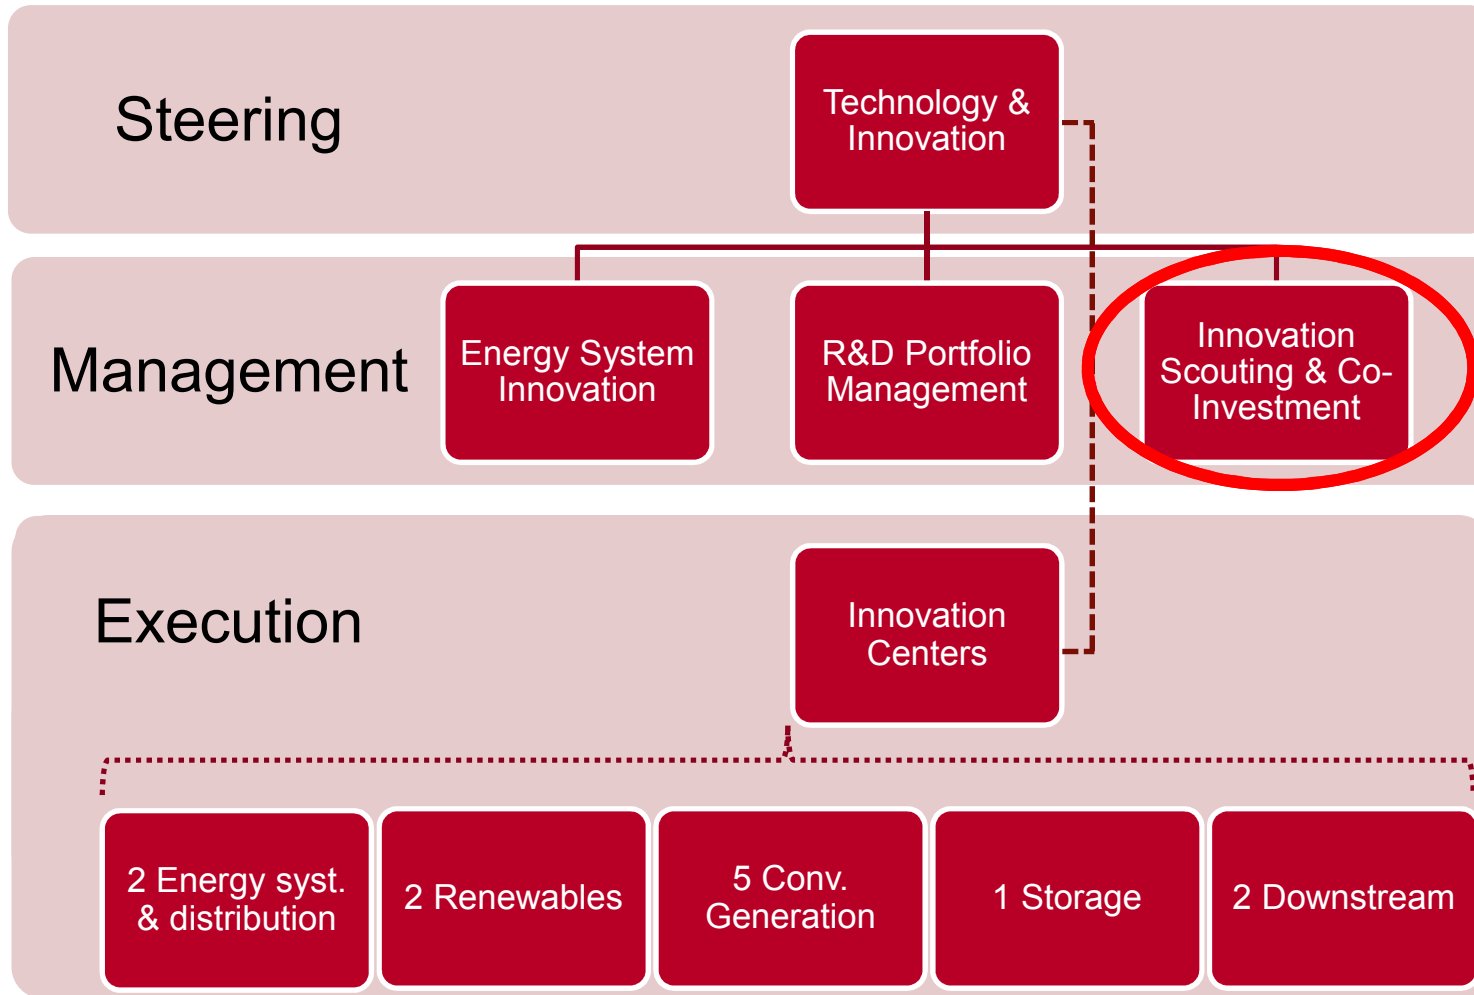 Steering
Technology &
Innovation
Management
Energy System
Innovation
R&D Portfolio
Management
Innovation
Scouting & Co-
Investment
Execution
Innovation
Centers
2 Energy syst.
& distribution
2 Renewables
5 Conv.
Generation
1 Storage
2 Downstream